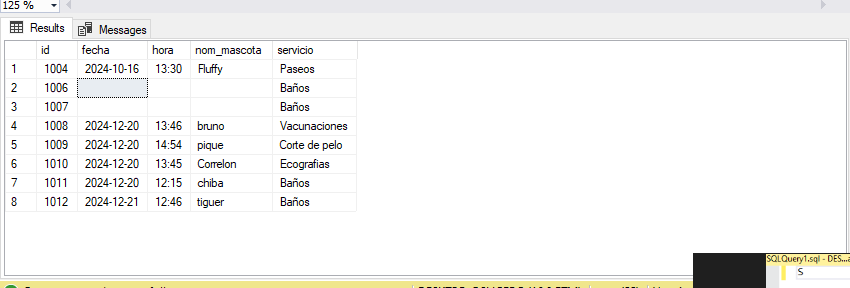 125 %
Results Messages
id fecha hora nom_mascota servicio
1 1004 2024-10-16 13:30 Fluffy Paseos
2 1006 Baños
3 1007 Baños
4 1008 2024-12-20 13:46 bruno Vacunaciones
5 1009 2024-12-20 14:54 pique Corte de pelo
6 1010 2024-12-20 13:45 Correlon Ecografias
7 1011 2024-12-20 12:15 chiba Baños
8 1012 2024-12-21 12:46 tiguer Baños
SQLQuery1.sql - DES...a
S